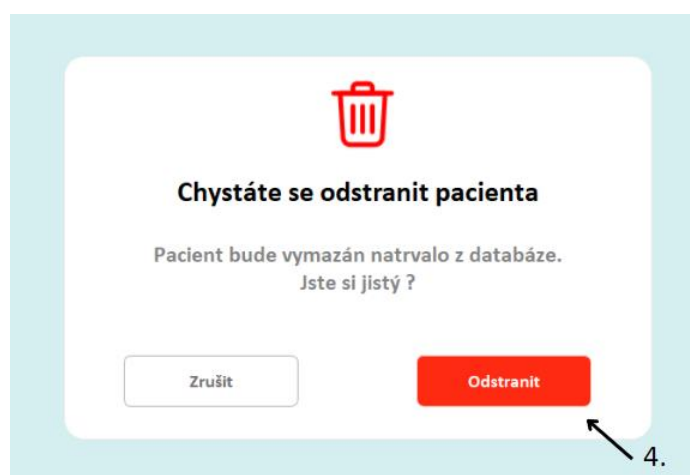 Chystáte se odstranit pacienta
Pacient bude vymazán natrvalo z databáze.
Jste si jistý ?
Zrušit
Odstranit
4.